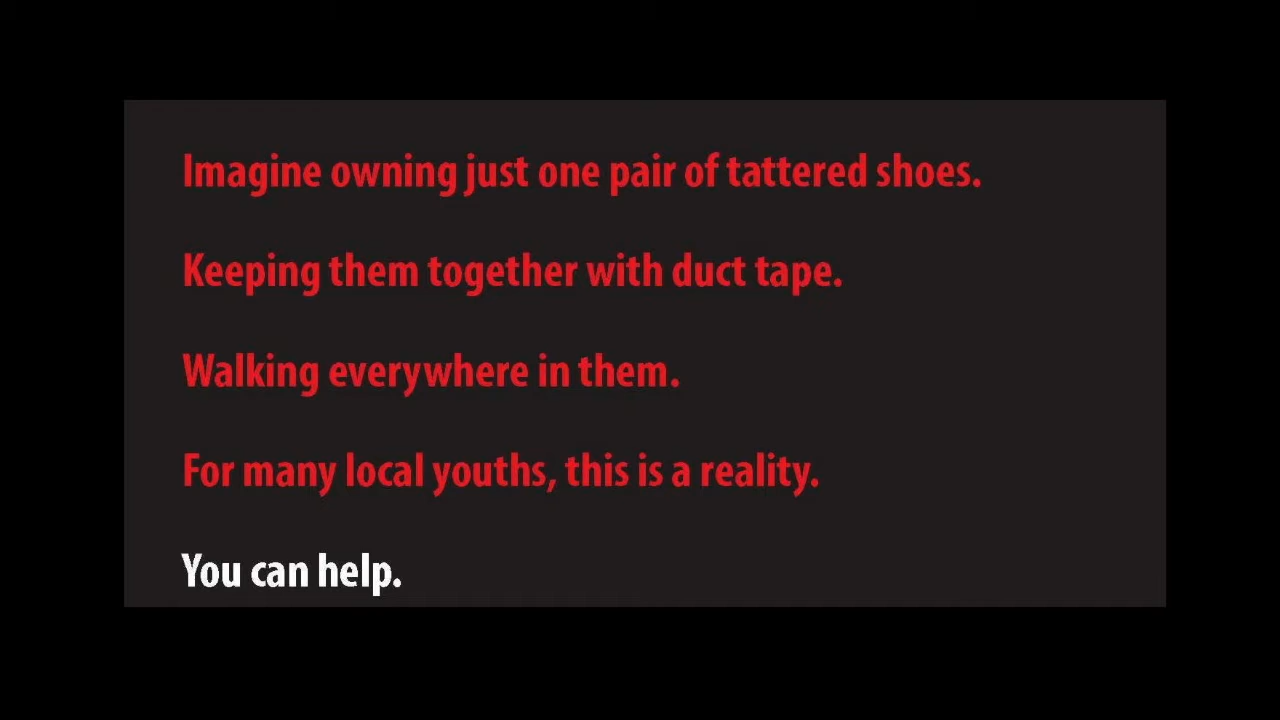 Imagine owning just one pair of tattered shoes.
Keeping them together with duct tape.
Walking everywhere in them.
For many local youths, this is a reality.
You can help.